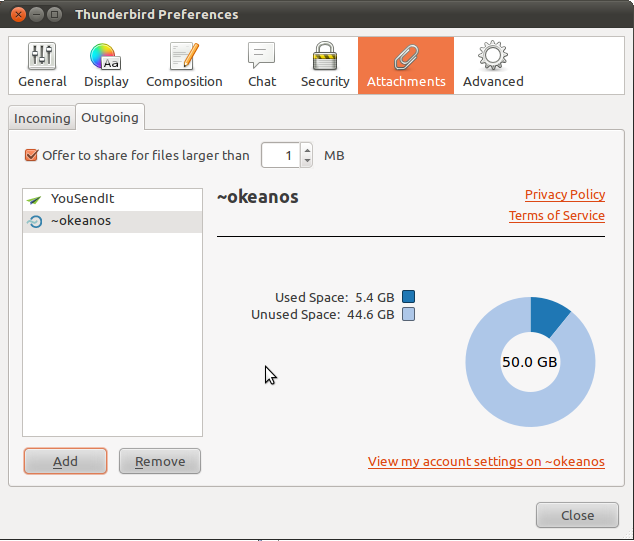 Thunderbird Preferences
Aa
General Display Composition Chat Security Attachments Advanced
Incoming Outgoing
Offer to share for files larger than 1 MB
YouSendIt
~okeanos
~okeanos
Privacy Policy
Terms of Service
Used Space: 5.4 GB
Unused Space: 44.6 GB
50.0 GB
Add Remove
View my account settings on ~okeanos
Close